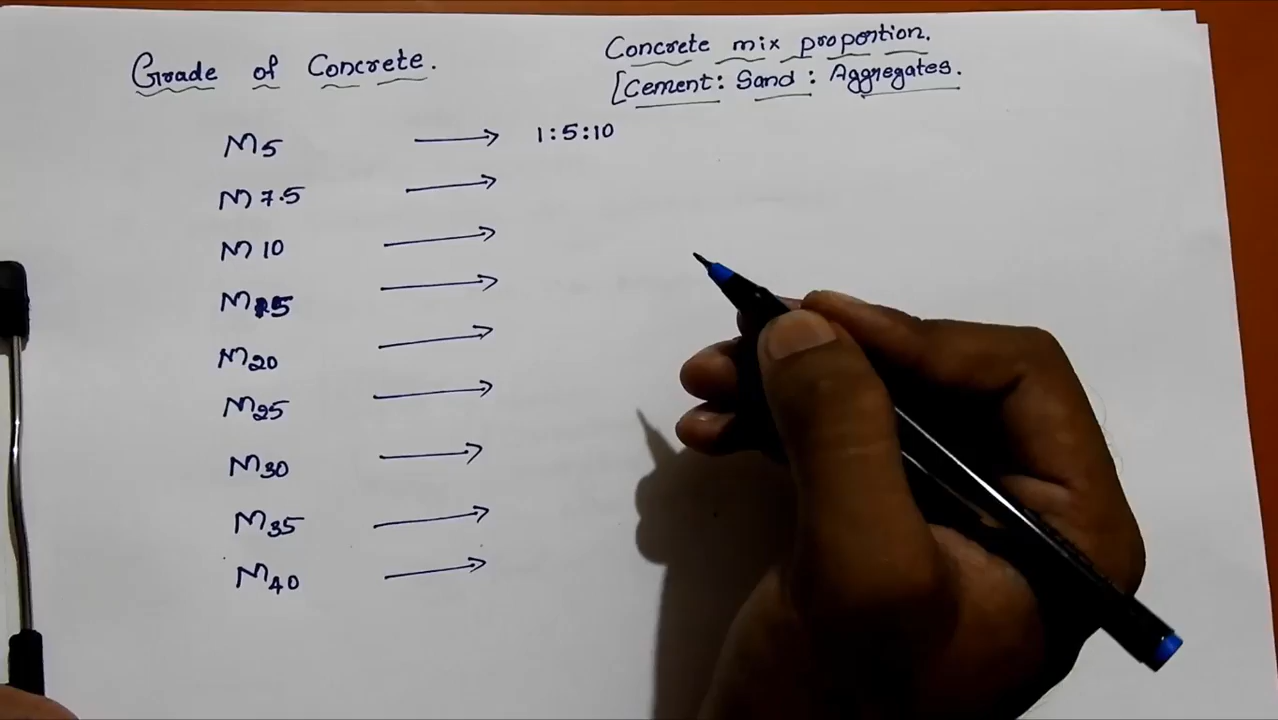 Grade of Concrete.
Concrete mix proportion.
[Cement: Sand : Aggregates.
M5 → 1:5:10
M7.5 →
M10 →
M15 →
M20 →
M25 →
M30 →
M35 →
M40 →